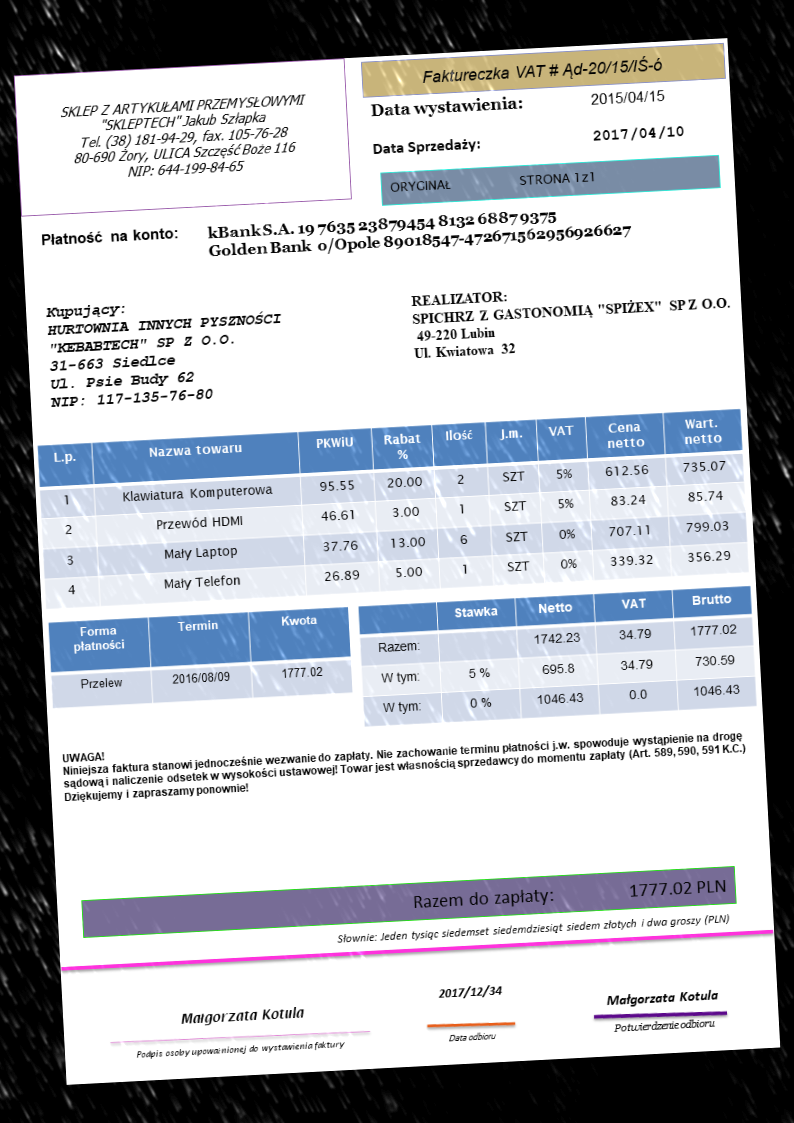 SKLEP Z ARTYKUŁAMI PRZEMYSŁOWYMI
"SKLEPTECH" Jakub Szłapka
Tel. (38) 181-94-29, fax. 105-76-28
80-690 Żory, ULICA Szczęść Boże 116
NIP: 644-199-84-65
Faktureczka VAT # Ąd-20/15/IŚ-ó
Data wystawienia: 2015/04/15
Data Sprzedaży: 2017/04/10
ORYGINAŁ STRONA 1 z 1
Płatność na konto: kBank S.A. 19 7635 23879454 8132 6887 9375
Golden Bank o/Opole 89018547-472671562956926627
Kupujący:
HURTOWNIA INNYCH PYSZNOŚCI
"KEBABTECH" SP Z O.O.
31-663 Siedlce
Ul. Psie Budy 62
NIP: 117-135-76-80
REALIZATOR:
SPICHRZ Z GASTONOMIĄ "SPIŻEX" SP Z O.O.
49-220 Lubin
Ul. Kwiatowa 32
L.p. Nazwa towaru PKWiU Rabat % Ilość J.m. VAT Cena netto Wart. netto
1 Klawiatura Komputerowa 95.55 20.00 2 SZT 5% 612.56 735.07
2 Przewód HDMI 46.61 3.00 1 SZT 5% 83.24 85.74
3 Mały Laptop 37.76 13.00 6 SZT 0% 707.11 799.03
4 Mały Telefon 26.89 5.00 1 SZT 0% 339.32 356.29
Forma płatności Termin Kwota
Przelew 2016/08/09 1777.02
Stawka Netto VAT Brutto
Razem: 1742.23 34.79 1777.02
W tym: 5 % 695.8 34.79 730.59
W tym: 0 % 1046.43 0.0 1046.43
UWAGA!
Niniejsza faktura stanowi jednocześnie wezwanie do zapłaty. Nie zachowanie terminu płatności j.w. spowoduje wystąpienie na drogę
sądową i naliczenie odsetek w wysokości ustawowej! Towar jest własnością sprzedawcy do momentu zapłaty (Art. 589, 590, 591 K.C.)
Dziękujemy i zapraszamy ponownie!
Razem do zapłaty: 1777.02 PLN
Słownie: Jeden tysiąc siedemset siedemdziesiąt siedem złotych i dwa groszy (PLN)
Małgorzata Kotula
Podpis osoby upoważnionej do wystawienia faktury
2017/12/34
Data odbioru
Małgorzata Kotula
Potwierdzenie odbioru